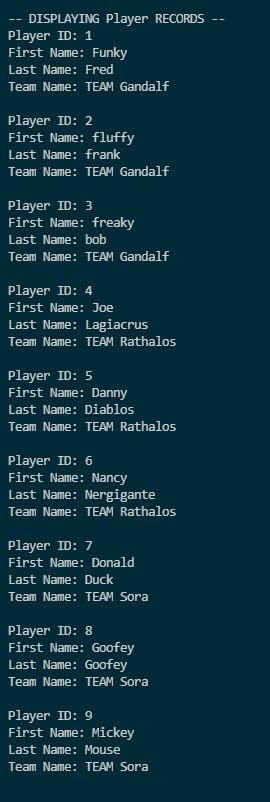 -- DISPLAYING Player RECORDS --
Player ID: 1
First Name: Funky
Last Name: Fred
Team Name: TEAM Gandalf
Player ID: 2
First Name: fluffy
Last Name: frank
Team Name: TEAM Gandalf
Player ID: 3
First Name: freaky
Last Name: bob
Team Name: TEAM Gandalf
Player ID: 4
First Name: Joe
Last Name: Lagiacrus
Team Name: TEAM Rathalos
Player ID: 5
First Name: Danny
Last Name: Diablos
Team Name: TEAM Rathalos
Player ID: 6
First Name: Nancy
Last Name: Nergigante
Team Name: TEAM Rathalos
Player ID: 7
First Name: Donald
Last Name: Duck
Team Name: TEAM Sora
Player ID: 8
First Name: Goofey
Last Name: Goofey
Team Name: TEAM Sora
Player ID: 9
First Name: Mickey
Last Name: Mouse
Team Name: TEAM Sora